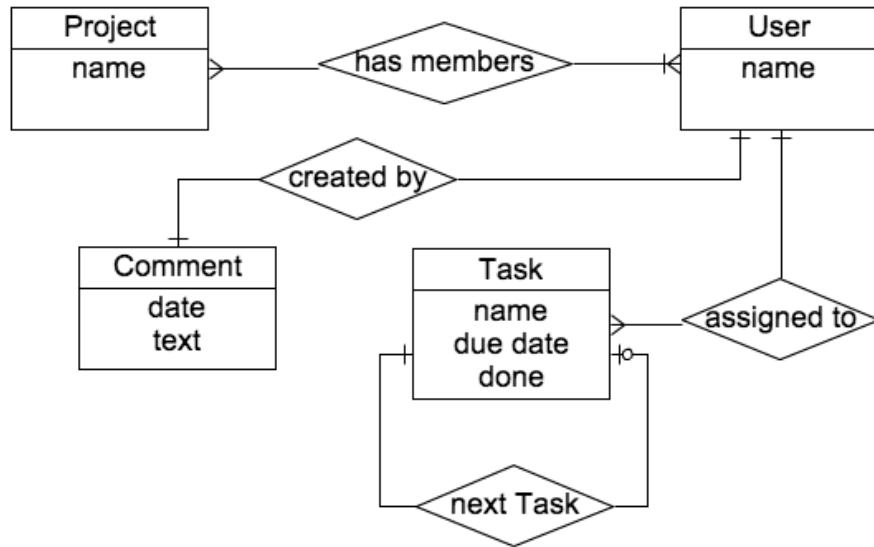 Project
name
has members
User
name
created by
Comment
date
text
Task
name
due date
done
assigned to
next Task